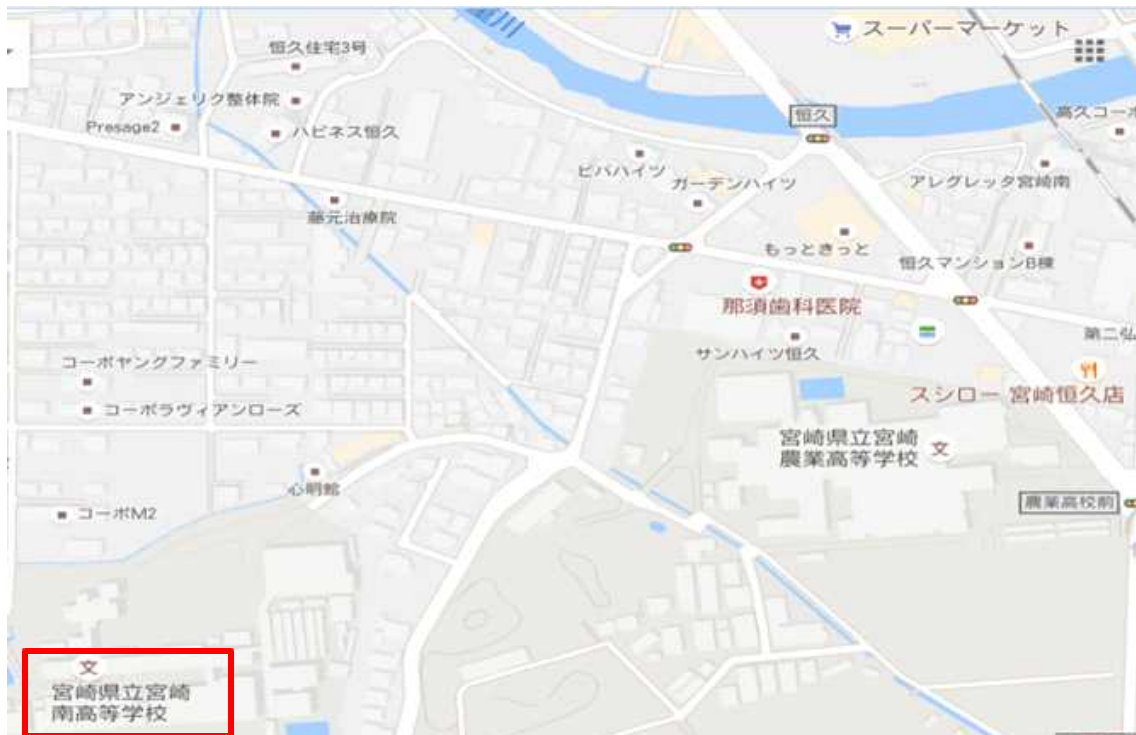 スーパーマーケット
恒久住宅3号
アンジェリク整体院
高久コーポ
恒久
Presage2
ハピネス恒久
ビバハイツ
ガーデンハイツ
アレグレッタ宮崎南
藤元治療院
もっときっと
恒久マンションB棟
那須歯科医院
第二弘
サンハイツ恒久
コーポヤングファミリー
スシロー 宮崎恒久店
コーポラヴィアンローズ
宮崎県立宮崎
農業高等学校
文
心明館
農業高校前
コーポM2
文
宮崎県立宮崎
南高等学校